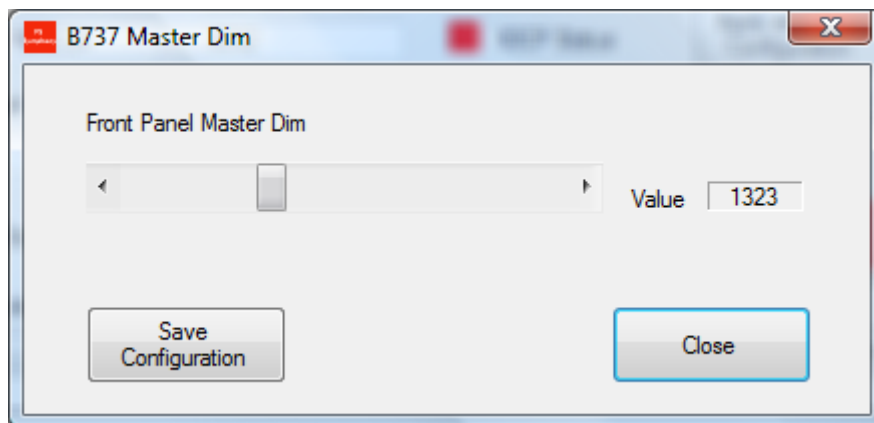 B737 Master Dim
Front Panel Master Dim
Value 1323
Save
Configuration
Close